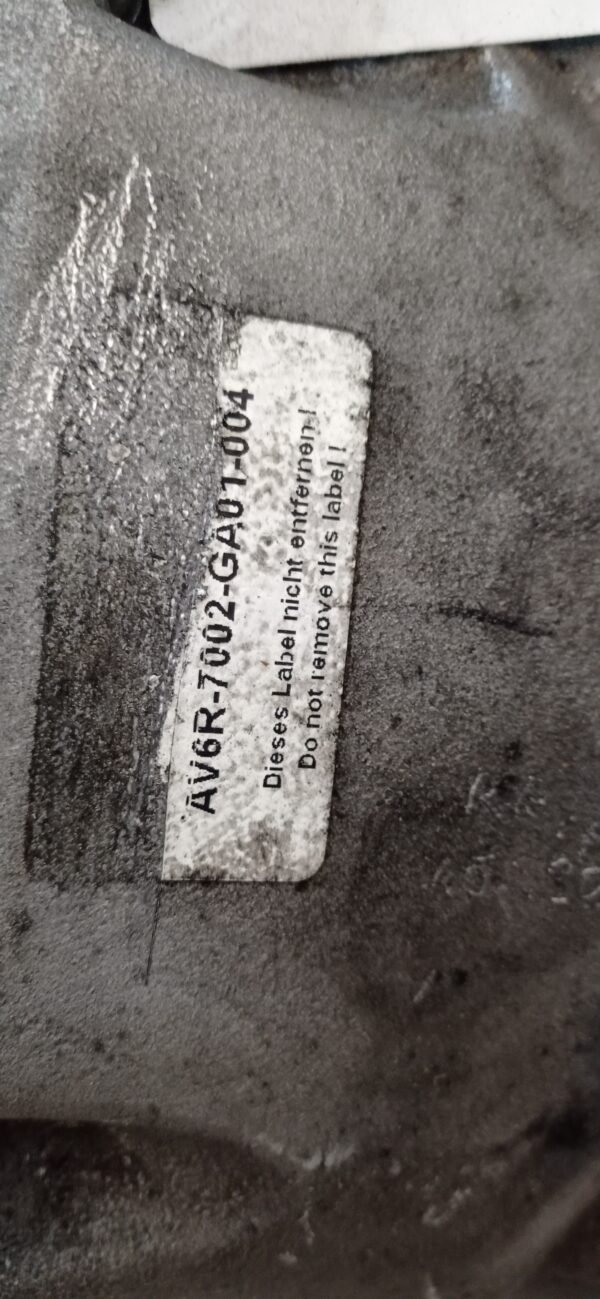 AV6R-7002-GA01-004
Dieses Label nicht entfernen !
Do not remove this label !